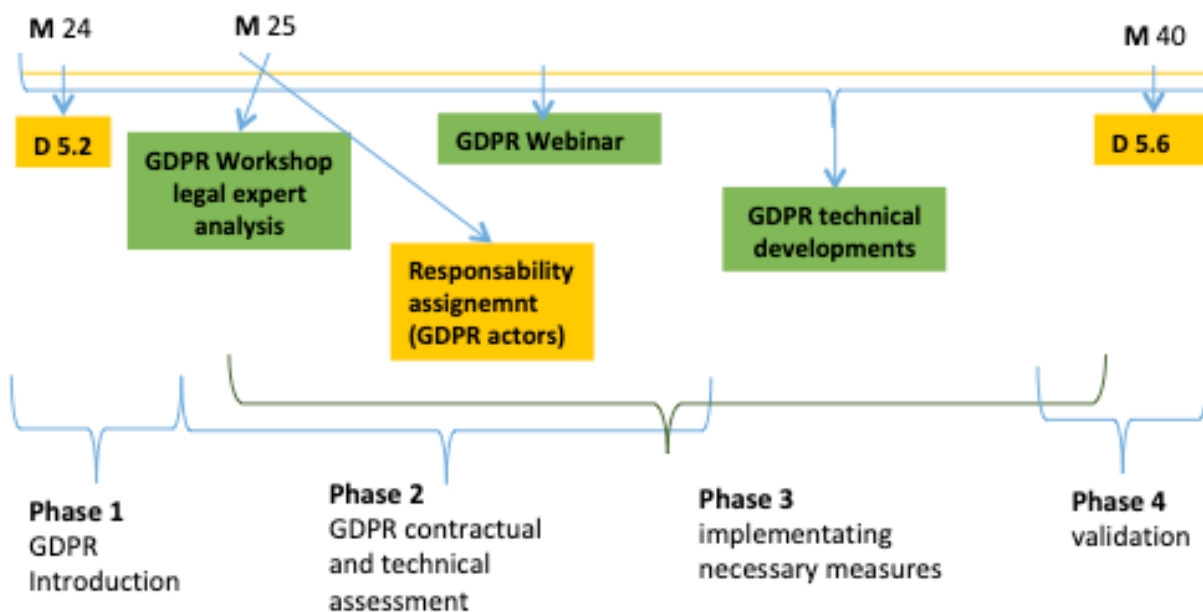 M 24
M 25
M 40
D 5.2
GDPR Workshop
legal expert
analysis
GDPR Webinar
D 5.6
GDPR technical
developments
Responsability
assignemnt
(GDPR actors)
Phase 1
GDPR
Introduction
Phase 2
GDPR contractual
and technical
assessment
Phase 3
implementating
necessary measures
Phase 4
validation